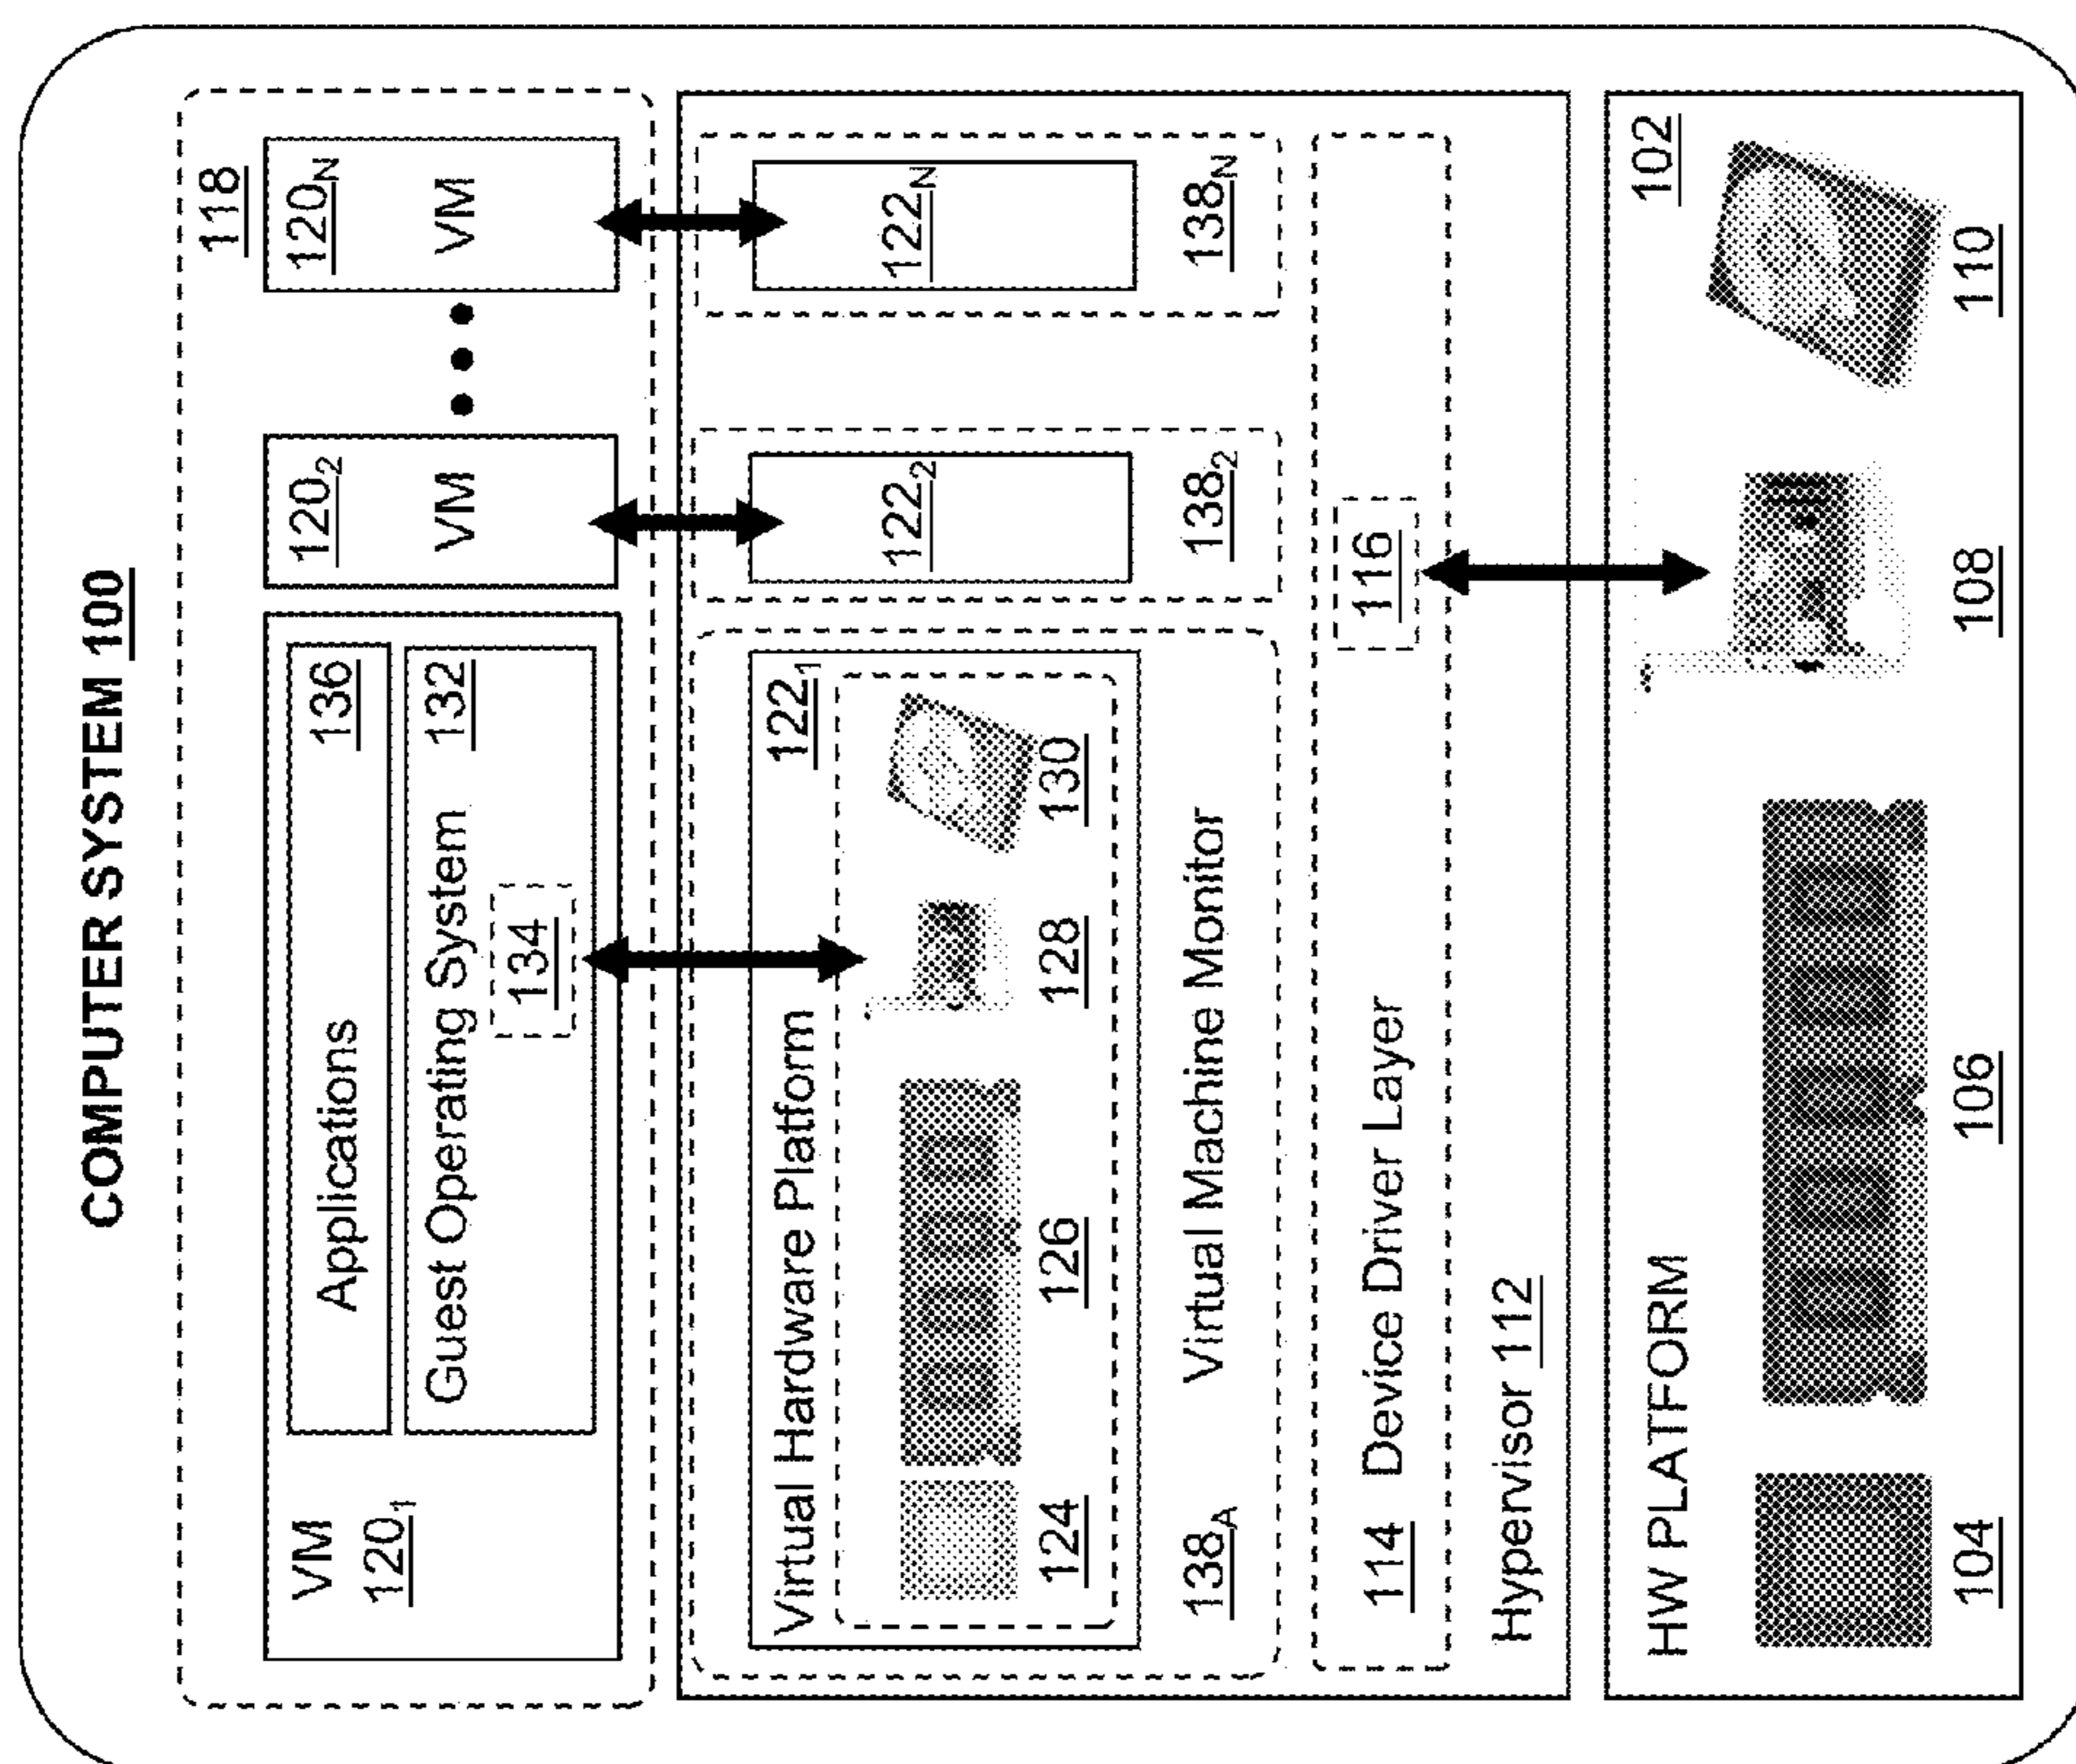 COMPUTER SYSTEM 100
118
VM
120₁
Applications 136
Guest Operating System 132
134
120₂
VM
120N
VM
Virtual Hardware Platform 122₁
124 126 128 130
138A Virtual Machine Monitor
122₂
138₂
122N
138N
114 Device Driver Layer 116
Hypervisor 112
HW PLATFORM 102
104 106 108 110